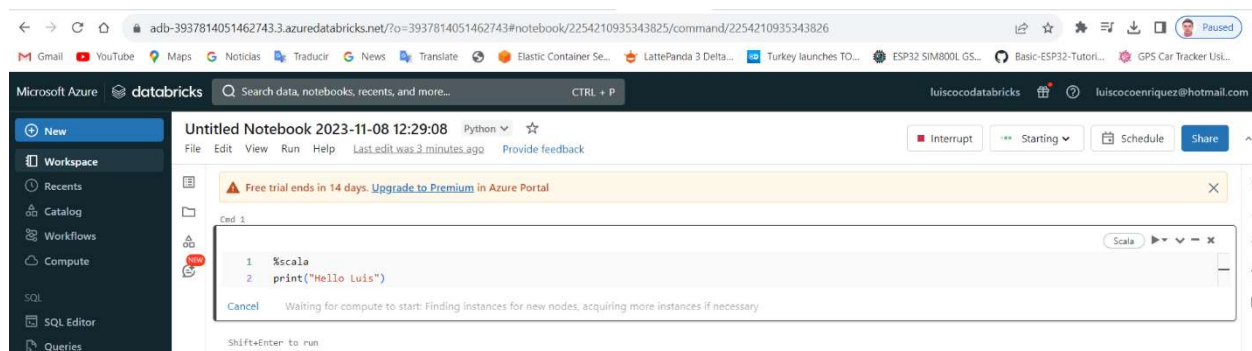 adb-3937814051462743.3.azuredatabricks.net/?o=3937814051462743#notebook/2254210935343825/command/2254210935343826
Paused
Gmail YouTube Maps Noticias Traducir News Translate Elastic Container Se... LattePanda 3 Delta... Turkey launches TO... ESP32 SIM800L GS... Basic-ESP32-Tutori... GPS Car Tracker Usi...
Microsoft Azure databricks Search data, notebooks, recents, and more... CTRL + P luiscocodatabricks luiscocoenriquez@hotmail.com
New
Workspace
Recents
Catalog
Workflows
Compute
SQL
SQL Editor
Queries
Untitled Notebook 2023-11-08 12:29:08 Python
Interrupt Starting Schedule Share
File Edit View Run Help Last edit was 3 minutes ago Provide feedback
NEW
Free trial ends in 14 days. Upgrade to Premium in Azure Portal
Cmd 1
Scala
1 %scala
2 print("Hello Luis")
Cancel Waiting for compute to start: Finding instances for new nodes, acquiring more instances if necessary
Shift+Enter to run